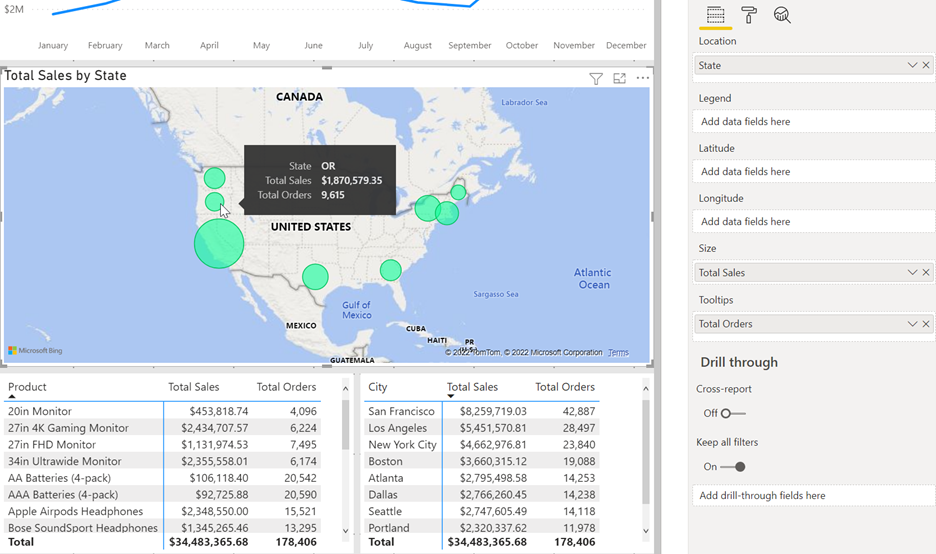 $2M
January February March April May June July August September October November December
Total Sales by State
CANADA
Labrador Sea
State OR
Total Sales $1,870,579.35
Total Orders 9,615
UNITED STATES
Atlantic
Ocean
Sargasso Sea
Gulf of
Mexico
MEXICO
CUBA
HAITI
PR
GUATEMALA
Microsoft Bing
© 2022 TomTom, © 2022 Microsoft Corporation Terms
Product Total Sales Total Orders
20in Monitor $453,818.74 4,096
27in 4K Gaming Monitor $2,434,707.57 6,224
27in FHD Monitor $1,131,974.53 7,495
34in Ultrawide Monitor $2,355,558.01 6,174
AA Batteries (4-pack) $106,118.40 20,542
AAA Batteries (4-pack) $92,725.88 20,590
Apple Airpods Headphones $2,348,550.00 15,521
Bose SoundSport Headphones $1,345,265.46 13,295
Total $34,483,365.68 178,406
City Total Sales Total Orders
San Francisco $8,259,719.03 42,887
Los Angeles $5,451,570.81 28,497
New York City $4,662,976.81 23,840
Boston $3,660,315.12 19,088
Atlanta $2,795,498.58 14,253
Dallas $2,766,260.45 14,238
Seattle $2,747,605.49 14,118
Portland $2,320,337.62 11,978
Total $34,483,365.68 178,406
Location
State
Legend
Add data fields here
Latitude
Add data fields here
Longitude
Add data fields here
Size
Total Sales
Tooltips
Total Orders
Drill through
Cross-report
Off
Keep all filters
On
Add drill-through fields here